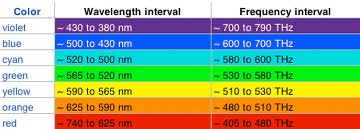 Color Wavelength interval Frequency interval
violet ~ 430 to 380 nm ~ 700 to 790 THz
blue ~ 500 to 430 nm ~ 600 to 700 THz
cyan ~ 520 to 500 nm ~ 580 to 600 THz
green ~ 565 to 520 nm ~ 530 to 580 THz
yellow ~ 590 to 565 nm ~ 510 to 530 THz
orange ~ 625 to 590 nm ~ 480 to 510 THz
red ~ 740 to 625 nm ~ 405 to 480 THz